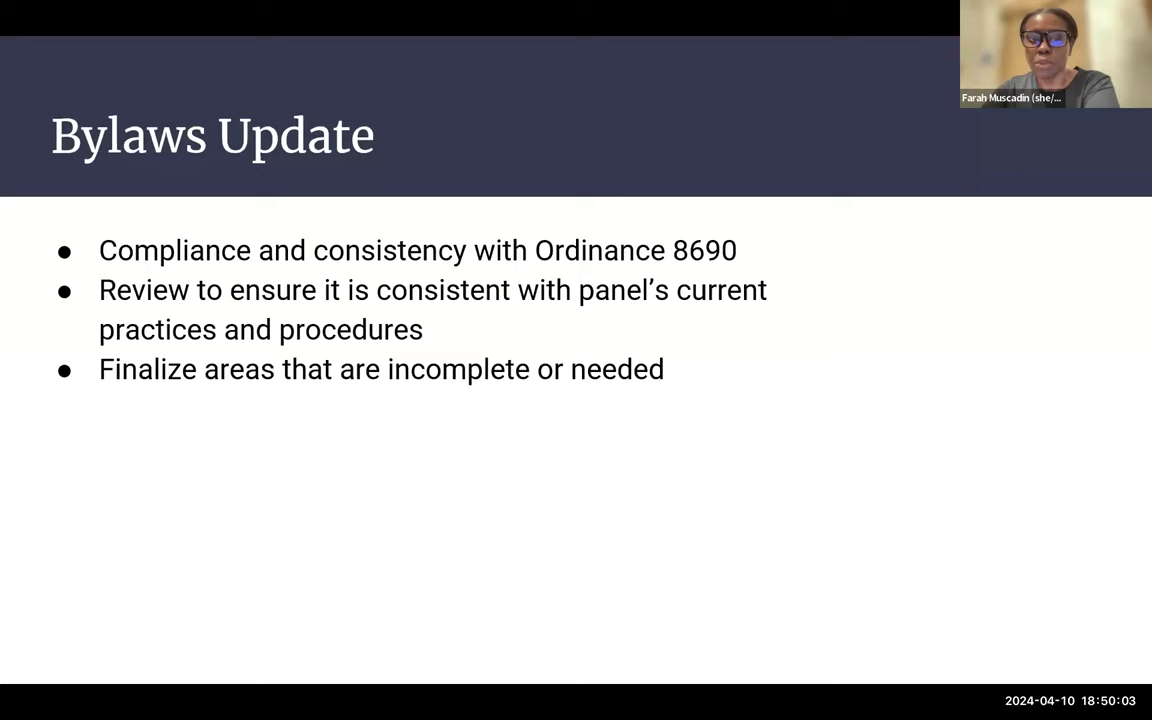 Farah Muscadin (she/...
Bylaws Update
● Compliance and consistency with Ordinance 8690
● Review to ensure it is consistent with panel’s current
practices and procedures
● Finalize areas that are incomplete or needed
2024-04-10 18:50:03